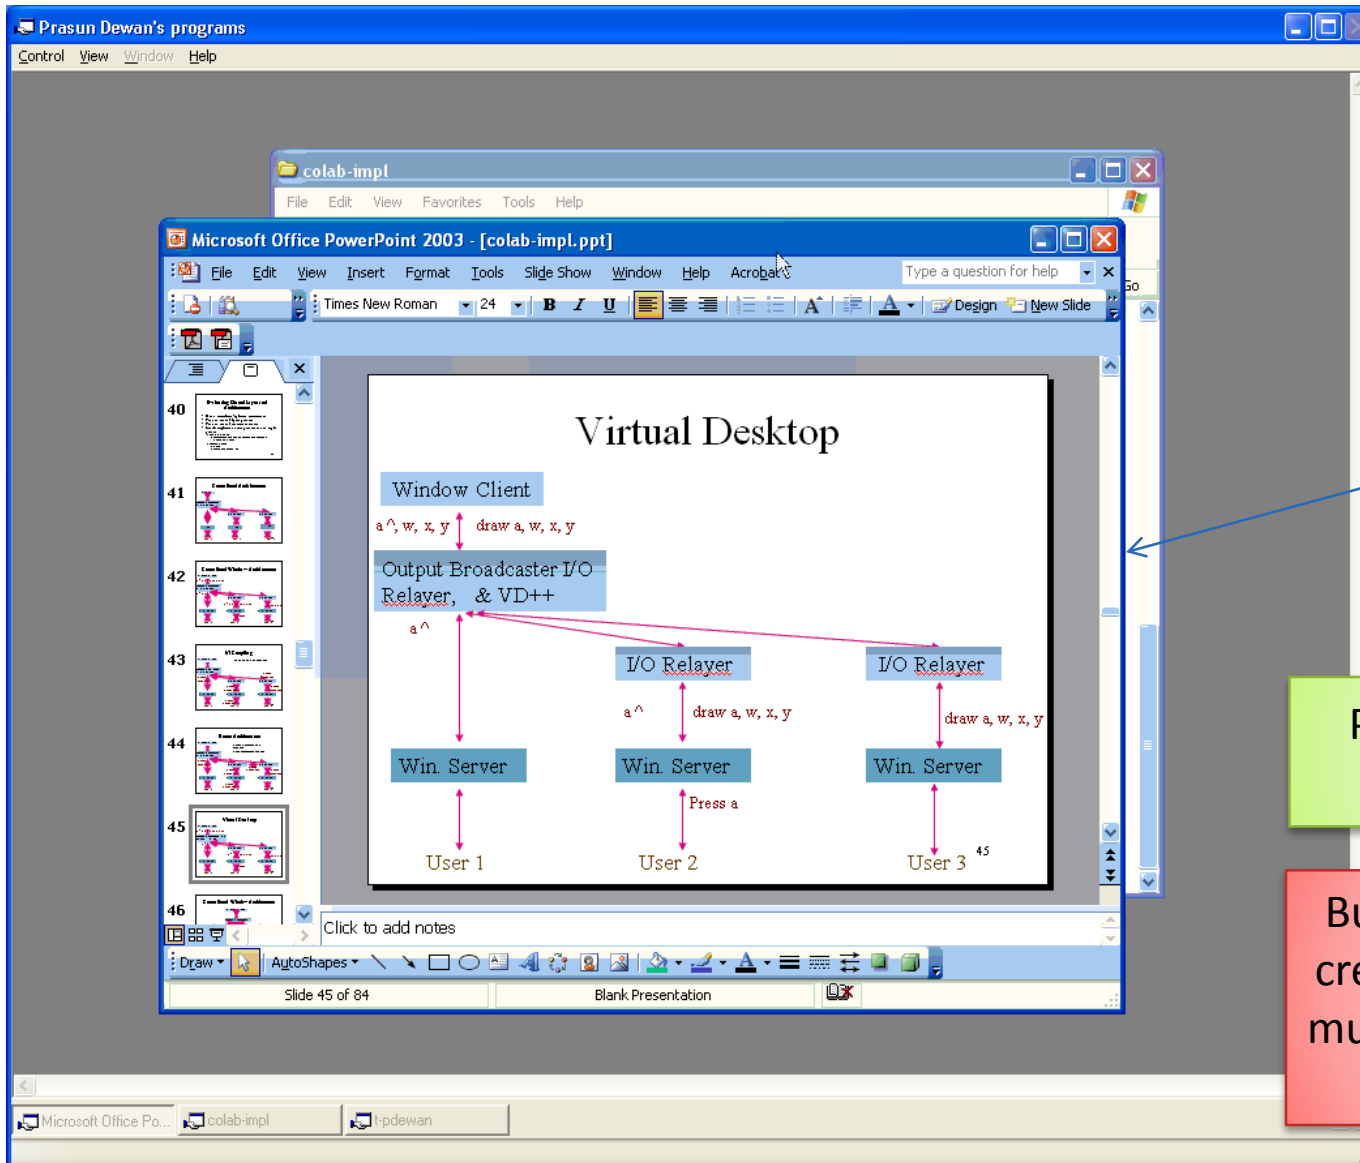 Prasun Dewan's programs
Control View Window Help
colab-impl
File Edit View Favorites Tools Help
Microsoft Office PowerPoint 2003 - [colab-impl.ppt]
File Edit View Insert Format Tools Slide Show Window Help Acrobat Type a question for help
Go
Times New Roman 24 B I U A A Design New Slide
40
41
42
43
44
45
46
Virtual Desktop
Window Client
a ^, w, x, y draw a, w, x, y
Output Broadcaster I/O
Relayer, & VD++
a ^
I/O Relayer I/O Relayer
a ^ draw a, w, x, y draw a, w, x, y
Win. Server Win. Server Win. Server
Press a
User 1 User 2 User 3 45
Click to add notes
Draw AutoShapes A
Slide 45 of 84 Blank Presentation
Microsoft Office Po... colab-impl t-pdewan